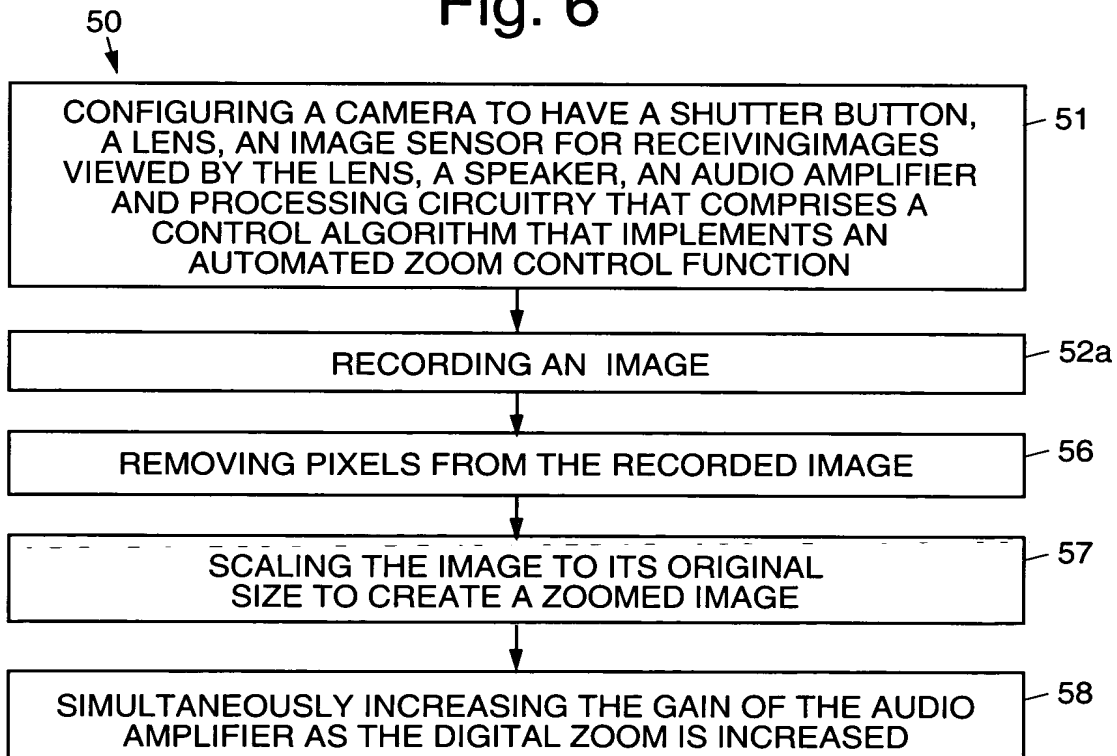 Fig. 6
50
CONFIGURING A CAMERA TO HAVE A SHUTTER BUTTON,
A LENS, AN IMAGE SENSOR FOR RECEIVINGIMAGES
VIEWED BY THE LENS, A SPEAKER, AN AUDIO AMPLIFIER
AND PROCESSING CIRCUITRY THAT COMPRISES A
CONTROL ALGORITHM THAT IMPLEMENTS AN
AUTOMATED ZOOM CONTROL FUNCTION
51
RECORDING AN IMAGE
52a
REMOVING PIXELS FROM THE RECORDED IMAGE
56
SCALING THE IMAGE TO ITS ORIGINAL
SIZE TO CREATE A ZOOMED IMAGE
57
SIMULTANEOUSLY INCREASING THE GAIN OF THE AUDIO
AMPLIFIER AS THE DIGITAL ZOOM IS INCREASED
58